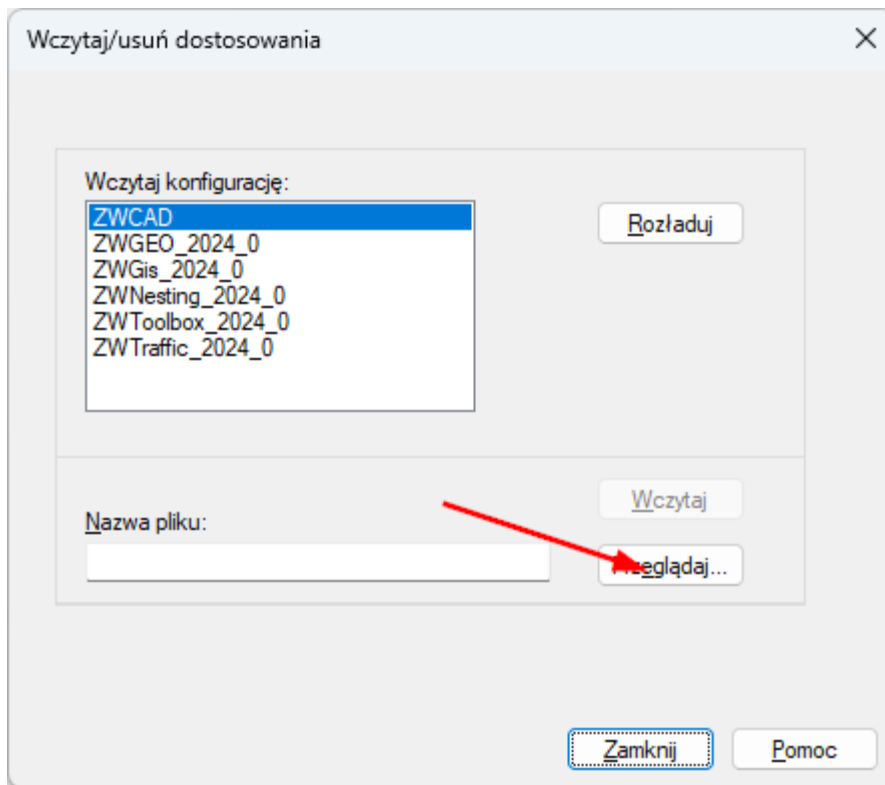 Wczytaj/usuń dostosowania
Wczytaj konfigurację:
ZWCAD
ZWGEO_2024_0
ZWGis_2024_0
ZWNesting_2024_0
ZWToolbox_2024_0
ZWTraffic_2024_0
Rozładuj
Wczytaj
Nazwa pliku:
Przeglądaj...
Zamknij
Pomoc